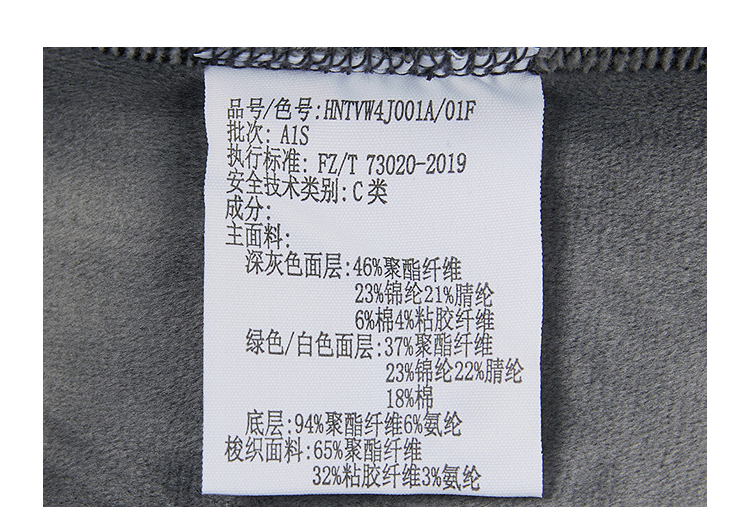 品号/色号:HNTVW4J001A/01F
批次: A1S
执行标准: FZ/T 73020-2019
安全技术类别:C类
成分:
主面料:
深灰色面层:46%聚酯纤维
23%锦纶21%腈纶
6%棉4%粘胶纤维
绿色/白色面层:37%聚酯纤维
23%锦纶22%腈纶
18%棉
底层:94%聚酯纤维6%氨纶
梭织面料:65%聚酯纤维
32%粘胶纤维3%氨纶